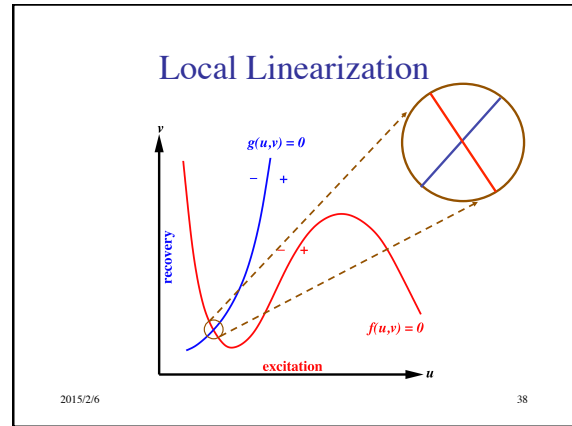 Local Linearization
v
g(u,v) = 0
− +
recovery
− +
f(u,v) = 0
excitation
u
2015/2/6
38